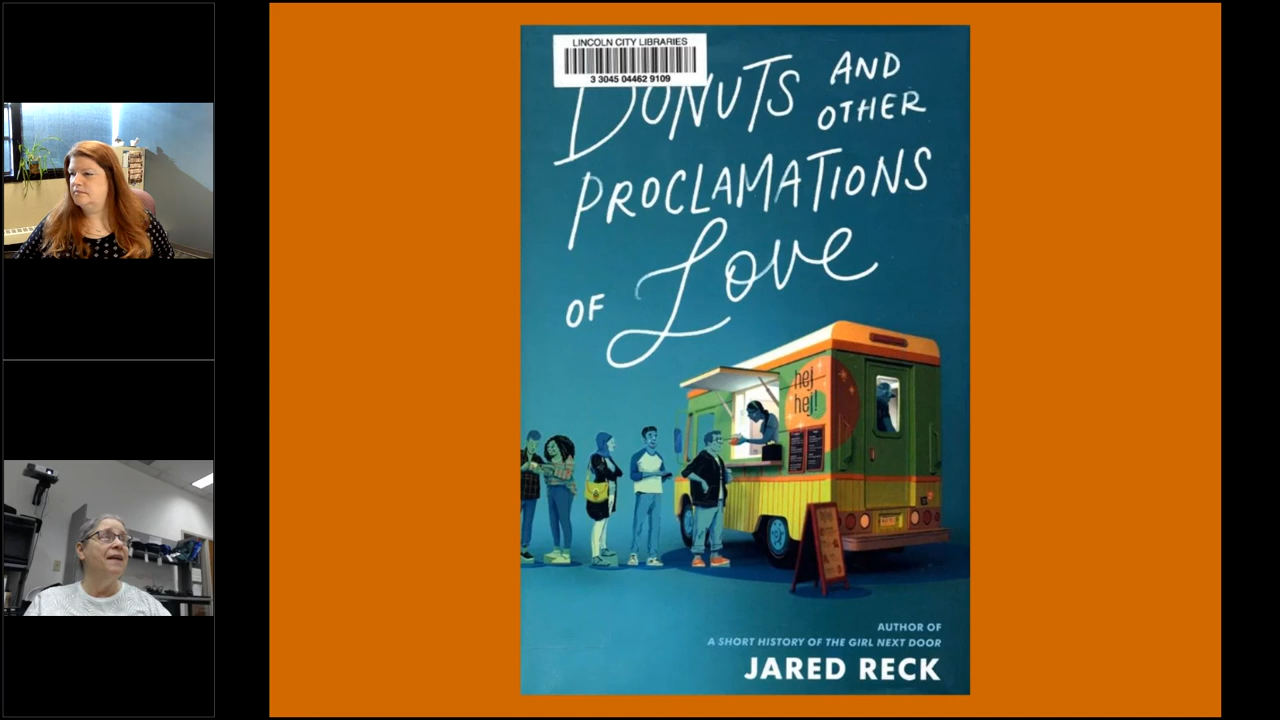 LINCOLN CITY LIBRARIES
3 3045 04462 9109
DONUTS AND
OTHER
PROCLAMATIONS
OF Love
hej
hej!
AUTHOR OF
A SHORT HISTORY OF THE GIRL NEXT DOOR
JARED RECK